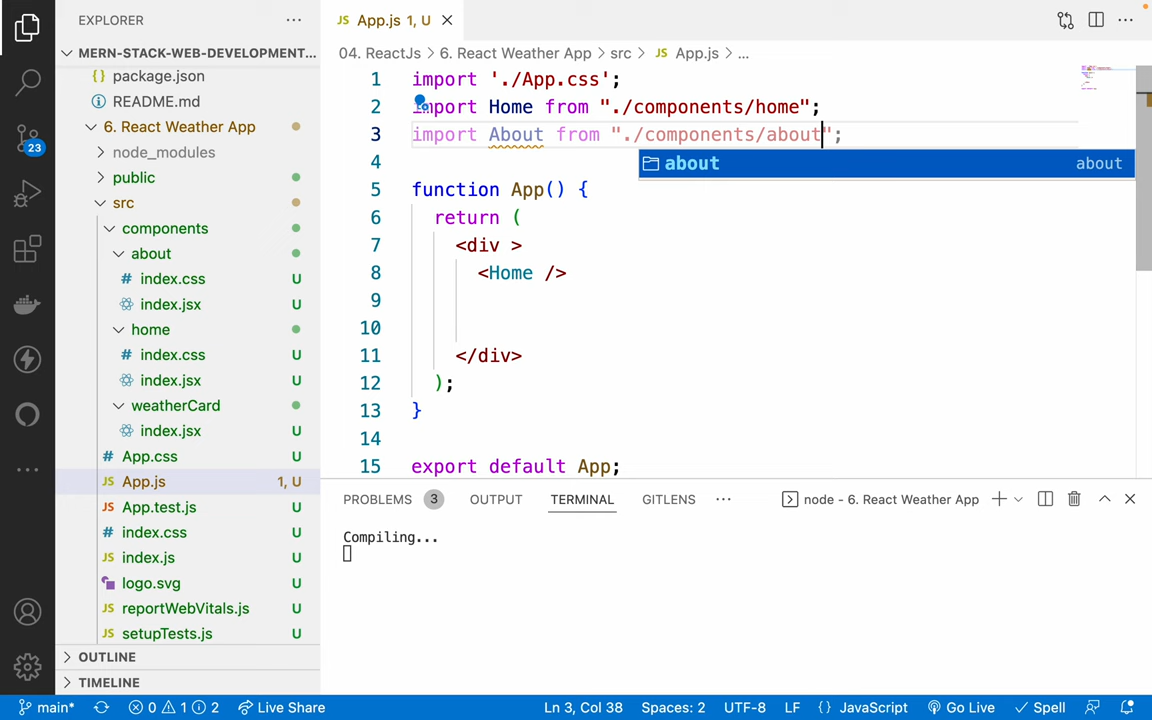 EXPLORER
App.js 1, U
MERN-STACK-WEB-DEVELOPMENT...
04. ReactJs > 6. React Weather App > src > JS App.js > ...
package.json
README.md
6. React Weather App
node_modules
public
src
components
about
index.css U
index.jsx U
home
index.css U
index.jsx U
weatherCard
index.jsx U
App.css U
App.js 1, U
App.test.js U
index.css U
index.js U
logo.svg U
reportWebVitals.js U
setupTests.js U
OUTLINE
TIMELINE
23
1 import './App.css';
2 import Home from "./components/home";
3 import About from "./components/about";
about about
4
5 function App() {
6 return (
7 <div >
8 <Home />
9
10
11 </div>
12 );
13 }
14
15 export default App;
PROBLEMS 3 OUTPUT TERMINAL GITLENS ... node - 6. React Weather App
Compiling...
main* 0 1 2 Live Share Ln 3, Col 38 Spaces: 2 UTF-8 LF {} JavaScript Go Live Spell